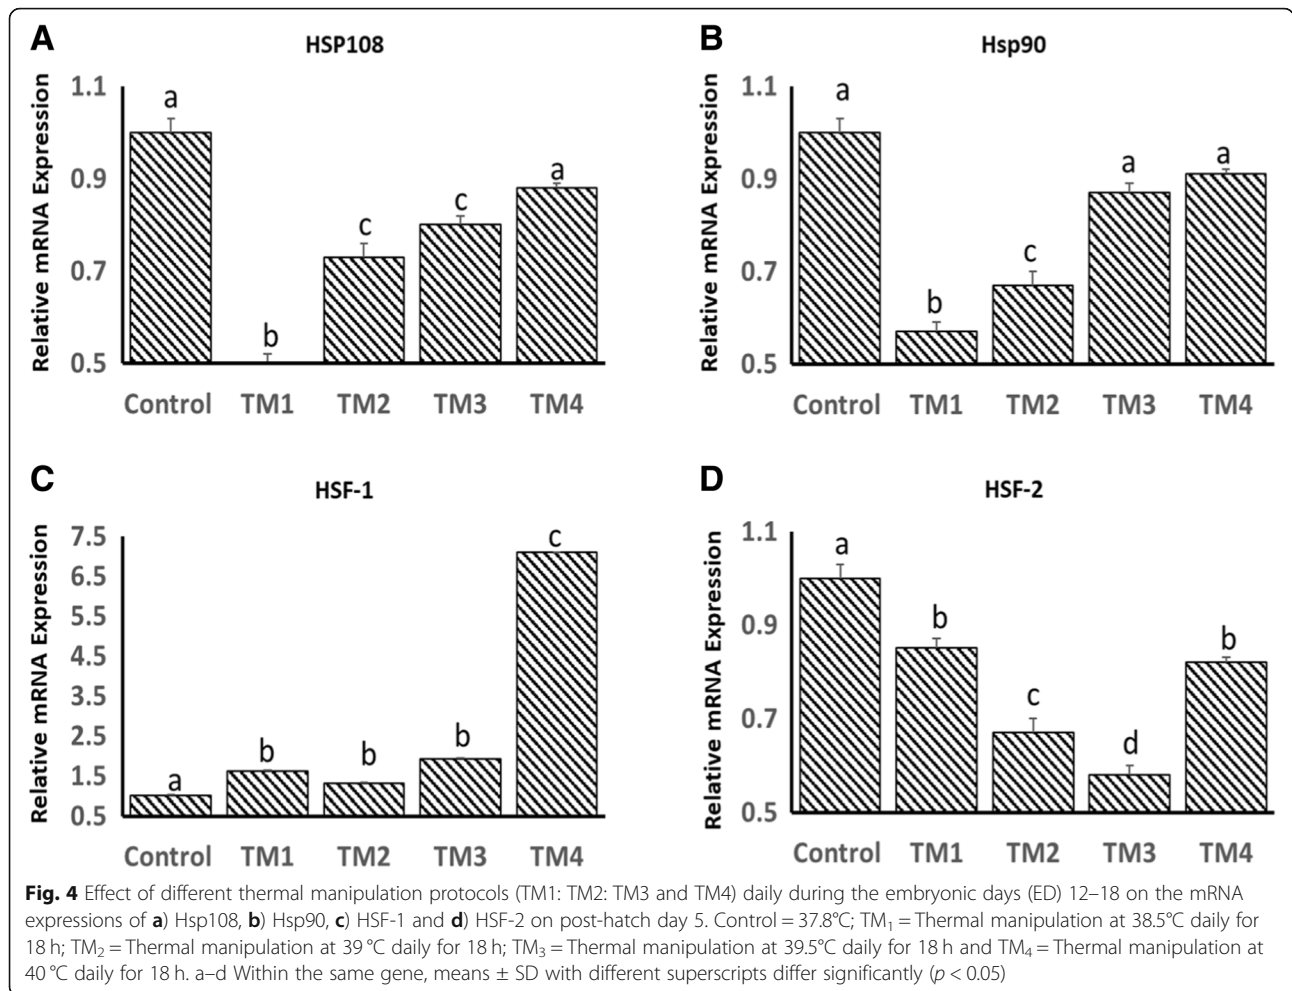 A
HSP108
Relative mRNA Expression
1.1
0.9
0.7
0.5
a
b
c
c
a
Control TM1 TM2 TM3 TM4
B
Hsp90
Relative mRNA Expression
1.1
0.9
0.7
0.5
a
b
c
a
a
Control TM1 TM2 TM3 TM4
C
HSF-1
Relative mRNA Expression
7.5
6.5
5.5
4.5
3.5
2.5
1.5
0.5
a
b
b
b
c
Control TM1 TM2 TM3 TM4
D
HSF-2
Relative mRNA Expression
1.1
0.9
0.7
0.5
a
b
c
d
b
Control TM1 TM2 TM3 TM4
Fig. 4 Effect of different thermal manipulation protocols (TM1: TM2: TM3 and TM4) daily during the embryonic days (ED) 12–18 on the mRNA
expressions of a) Hsp108, b) Hsp90, c) HSF-1 and d) HSF-2 on post-hatch day 5. Control = 37.8°C; TM₁ = Thermal manipulation at 38.5°C daily for
18 h; TM₂ = Thermal manipulation at 39 °C daily for 18 h; TM₃ = Thermal manipulation at 39.5°C daily for 18 h and TM₄ = Thermal manipulation at
40 °C daily for 18 h. a–d Within the same gene, means ± SD with different superscripts differ significantly (p < 0.05)